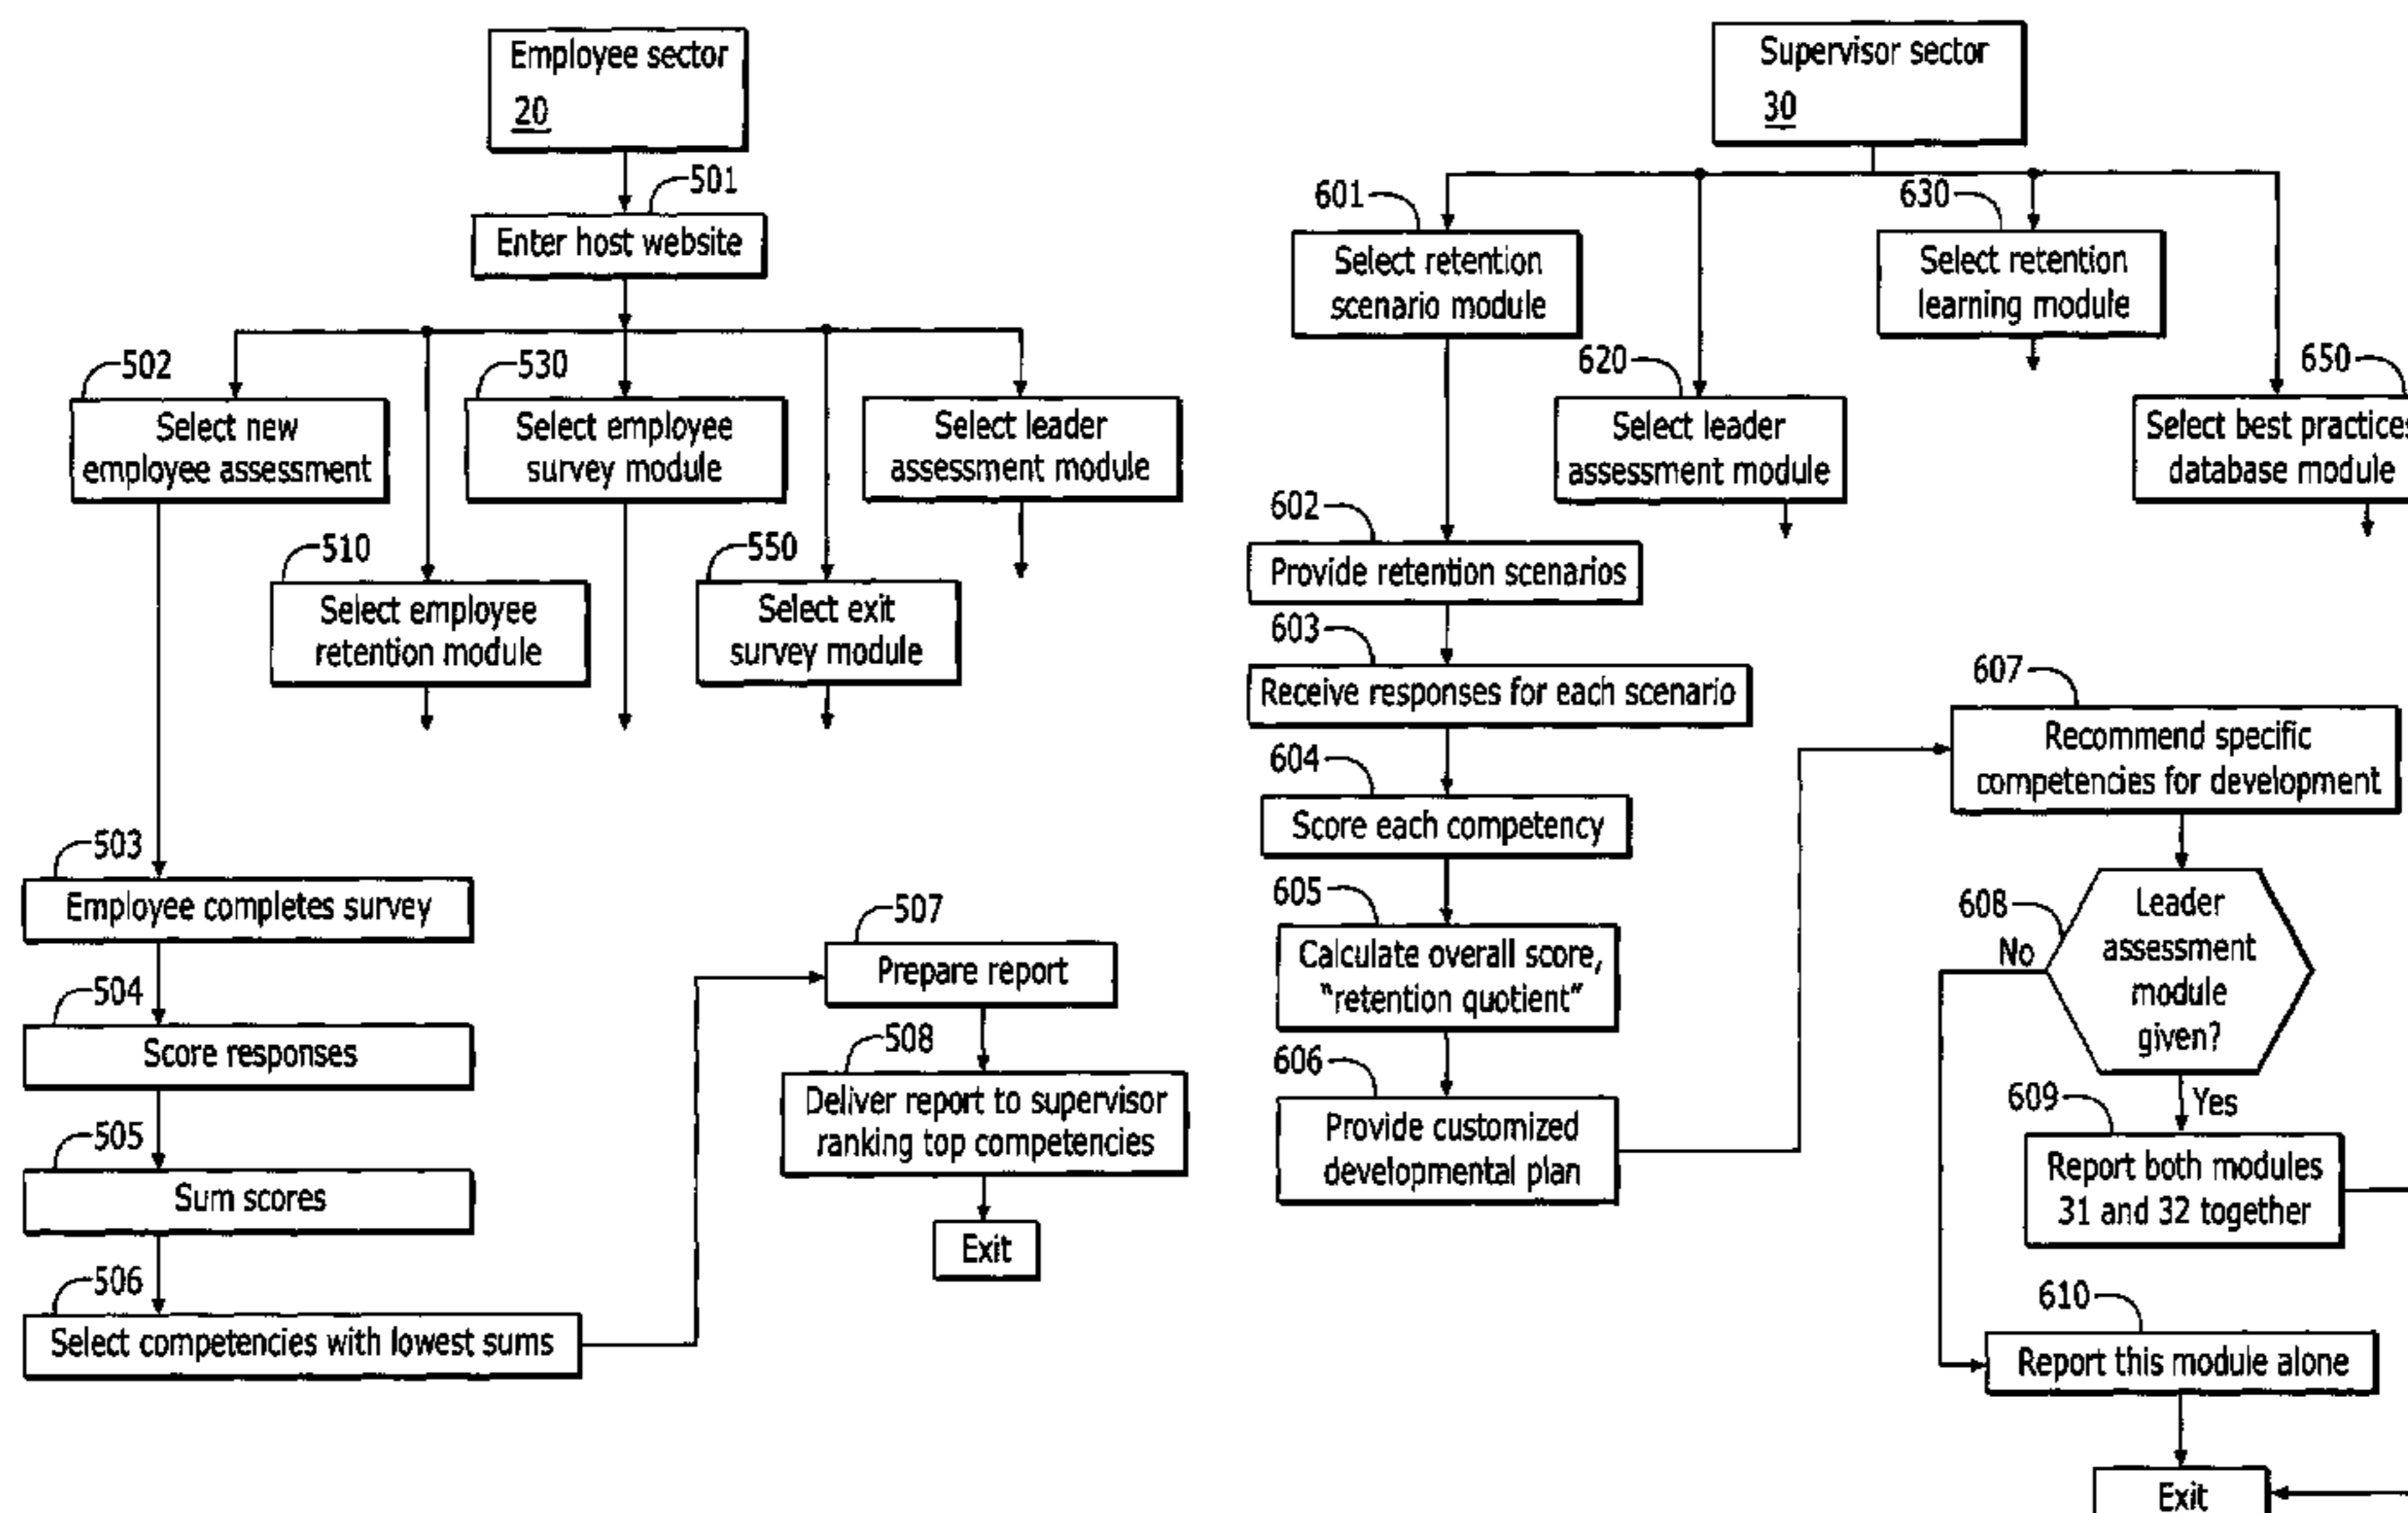 Employee sector
20
501
Enter host website
502
Select new
employee assessment
530
Select employee
survey module
Select leader
assessment module
510
Select employee
retention module
550
Select exit
survey module
503
Employee completes survey
504
Score responses
505
Sum scores
506
Select competencies with lowest sums
507
Prepare report
508
Deliver report to supervisor
ranking top competencies
Exit
Supervisor sector
30
601
Select retention
scenario module
630
Select retention
learning module
620
Select leader
assessment module
650
Select best practices
database module
602
Provide retention scenarios
603
Receive responses for each scenario
604
Score each competency
605
Calculate overall score,
"retention quotient"
606
Provide customized
developmental plan
607
Recommend specific
competencies for development
608
Leader
assessment
module
given?
No
Yes
609
Report both modules
31 and 32 together
610
Report this module alone
Exit